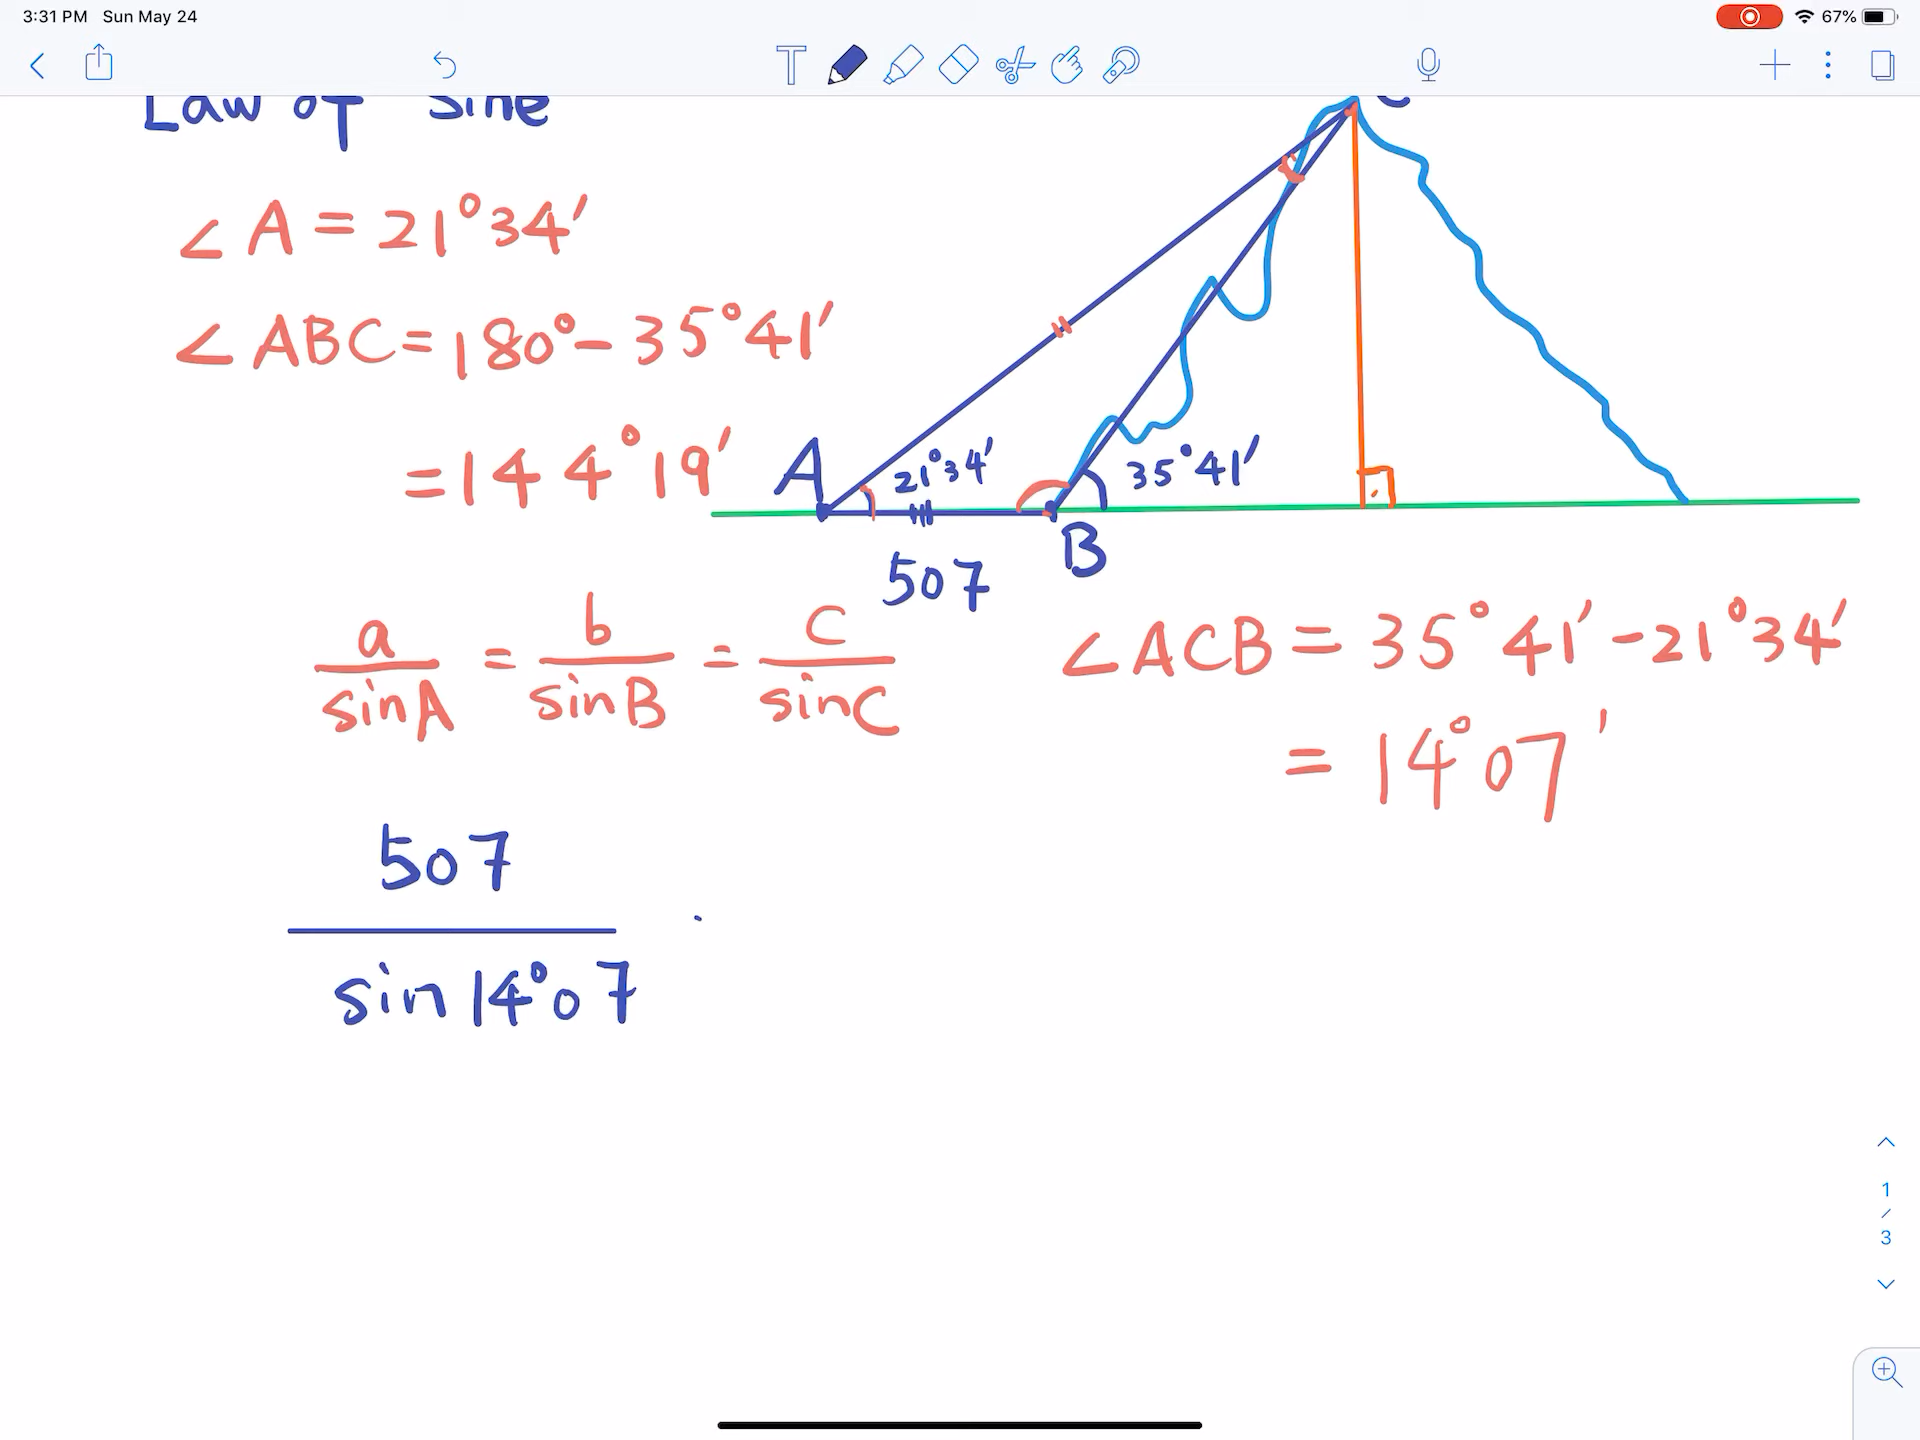 3:31 PM Sun May 24
67%
T
Law of Sine
C
∠A = 21°34'
∠ABC = 180° - 35°41'
= 144°19'
A
21°34'
35°41'
B
507
a/sinA = b/sinB = c/sinC
∠ACB = 35°41' - 21°34'
= 14°07'
507
sin 14°07
1
/
3